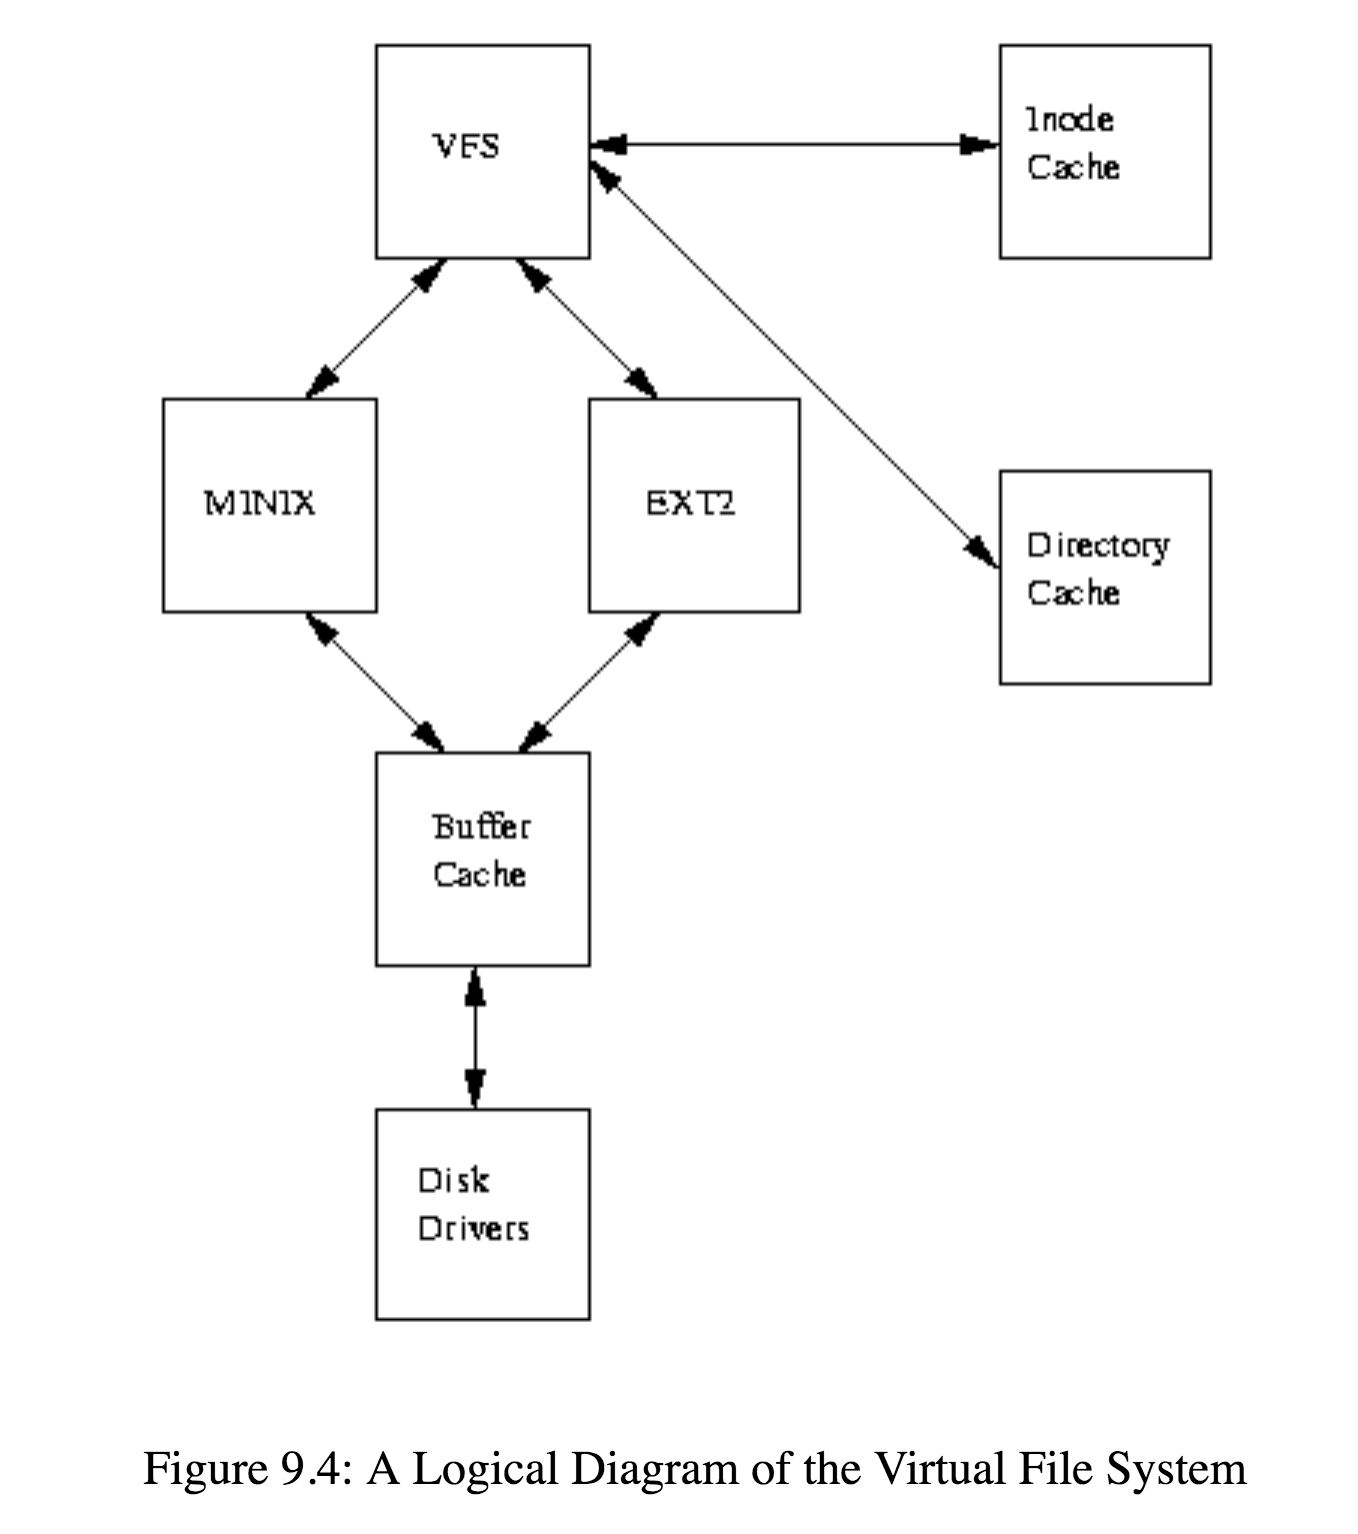 VFS
Inode
Cache
MINIX
EXT2
Directory
Cache
Buffer
Cache
Disk
Drivers
Figure 9.4: A Logical Diagram of the Virtual File System